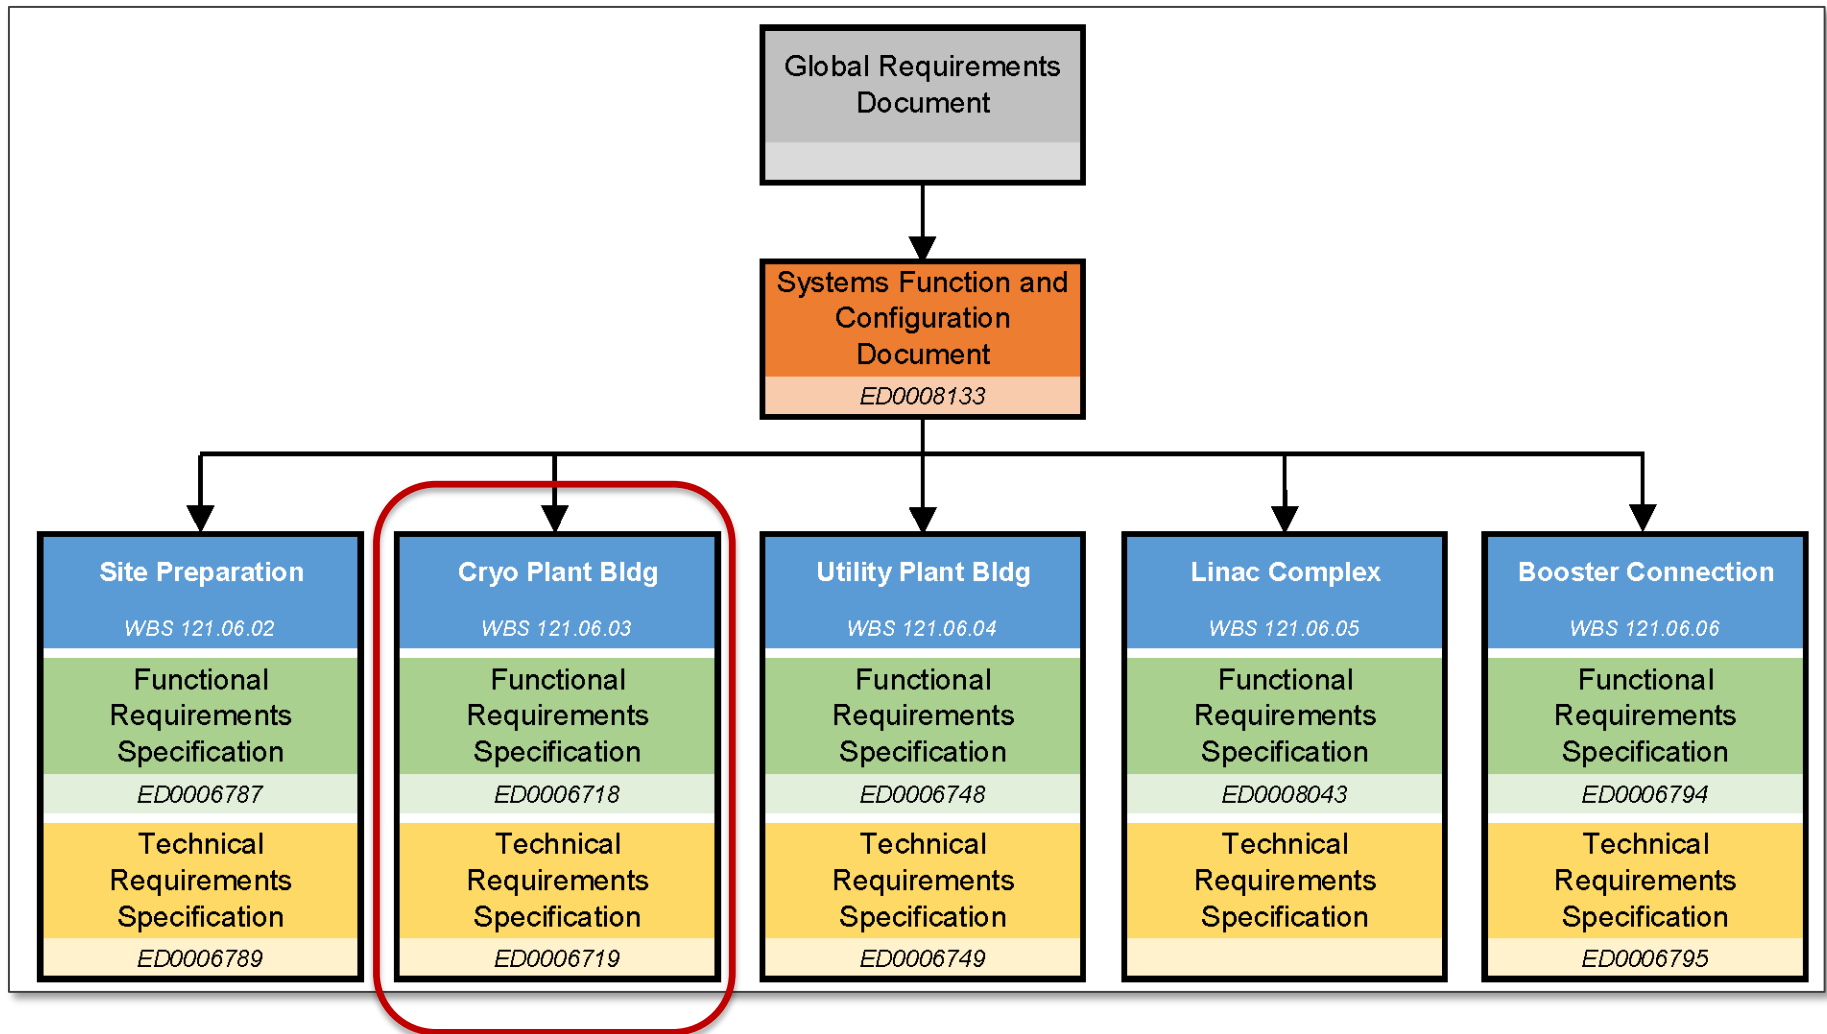 Global Requirements
Document
Systems Function and
Configuration
Document
ED0008133
Site Preparation
WBS 121.06.02
Functional
Requirements
Specification
ED0006787
Technical
Requirements
Specification
ED0006789
Cryo Plant Bldg
WBS 121.06.03
Functional
Requirements
Specification
ED0006718
Technical
Requirements
Specification
ED0006719
Utility Plant Bldg
WBS 121.06.04
Functional
Requirements
Specification
ED0006748
Technical
Requirements
Specification
ED0006749
Linac Complex
WBS 121.06.05
Functional
Requirements
Specification
ED0008043
Technical
Requirements
Specification
Booster Connection
WBS 121.06.06
Functional
Requirements
Specification
ED0006794
Technical
Requirements
Specification
ED0006795